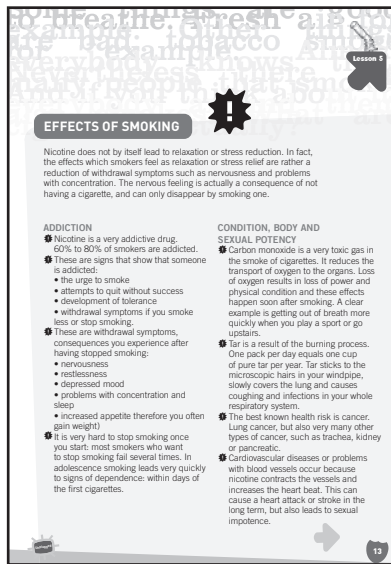 Lesson 5
EFFECTS OF SMOKING
!
Nicotine does not by itself lead to relaxation or stress reduction. In fact,
the effects which smokers feel as relaxation or stress relief are rather a
reduction of withdrawal symptoms such as nervousness and problems
with concentration. The nervous feeling is actually a consequence of not
having a cigarette, and can only disappear by smoking one.
ADDICTION
Nicotine is a very addictive drug.
60% to 80% of smokers are addicted.
These are signs that show that someone
is addicted:
• the urge to smoke
• attempts to quit without success
• development of tolerance
• withdrawal symptoms if you smoke
less or stop smoking.
These are withdrawal symptoms,
consequences you experience after
having stopped smoking:
• nervousness
• restlessness
• depressed mood
• problems with concentration and
sleep
• increased appetite therefore you often
gain weight)
It is very hard to stop smoking once
you start: most smokers who want
to stop smoking fail several times. In
adolescence smoking leads very quickly
to signs of dependence: within days of
the first cigarettes.
CONDITION, BODY AND
SEXUAL POTENCY
Carbon monoxide is a very toxic gas in
the smoke of cigarettes. It reduces the
transport of oxygen to the organs. Loss
of oxygen results in loss of power and
physical condition and these effects
happen soon after smoking. A clear
example is getting out of breath more
quickly when you play a sport or go
upstairs.
Tar is a result of the burning process.
One pack per day equals one cup
of pure tar per year. Tar sticks to the
microscopic hairs in your windpipe,
slowly covers the lung and causes
coughing and infections in your whole
respiratory system.
The best known health risk is cancer.
Lung cancer, but also very many other
types of cancer, such as trachea, kidney
or pancreatic.
Cardiovascular diseases or problems
with blood vessels occur because
nicotine contracts the vessels and
increases the heart beat. This can
cause a heart attack or stroke in the
long term, but also leads to sexual
impotence.
13